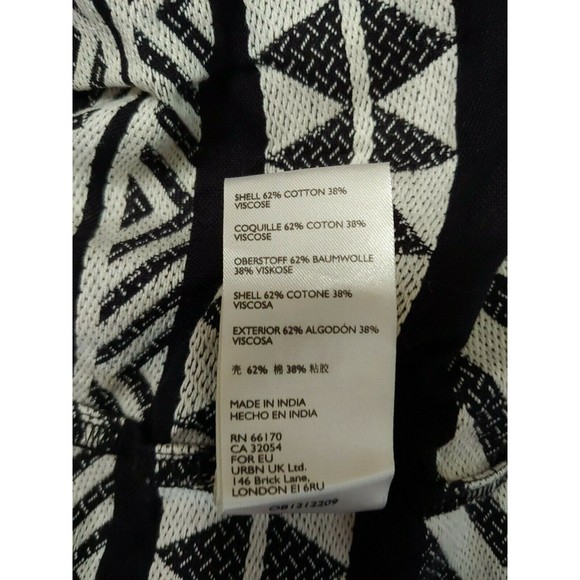 SHELL 62% COTTON 38%
VISCOSE
COQUILLE 62% COTON 38%
VISCOSE
OBERSTOFF 62% BAUMWOLLE
38% VISKOSE
SHELL 62% COTONE 38%
VISCOSA
EXTERIOR 62% ALGODÓN 38%
VISCOSA
壳 62% 棉 38% 粘胶
MADE IN INDIA
HECHO EN INDIA
RN 66170
CA 32054
FOR EU
URBN UK Ltd.
146 Brick Lane,
LONDON E1 6RU